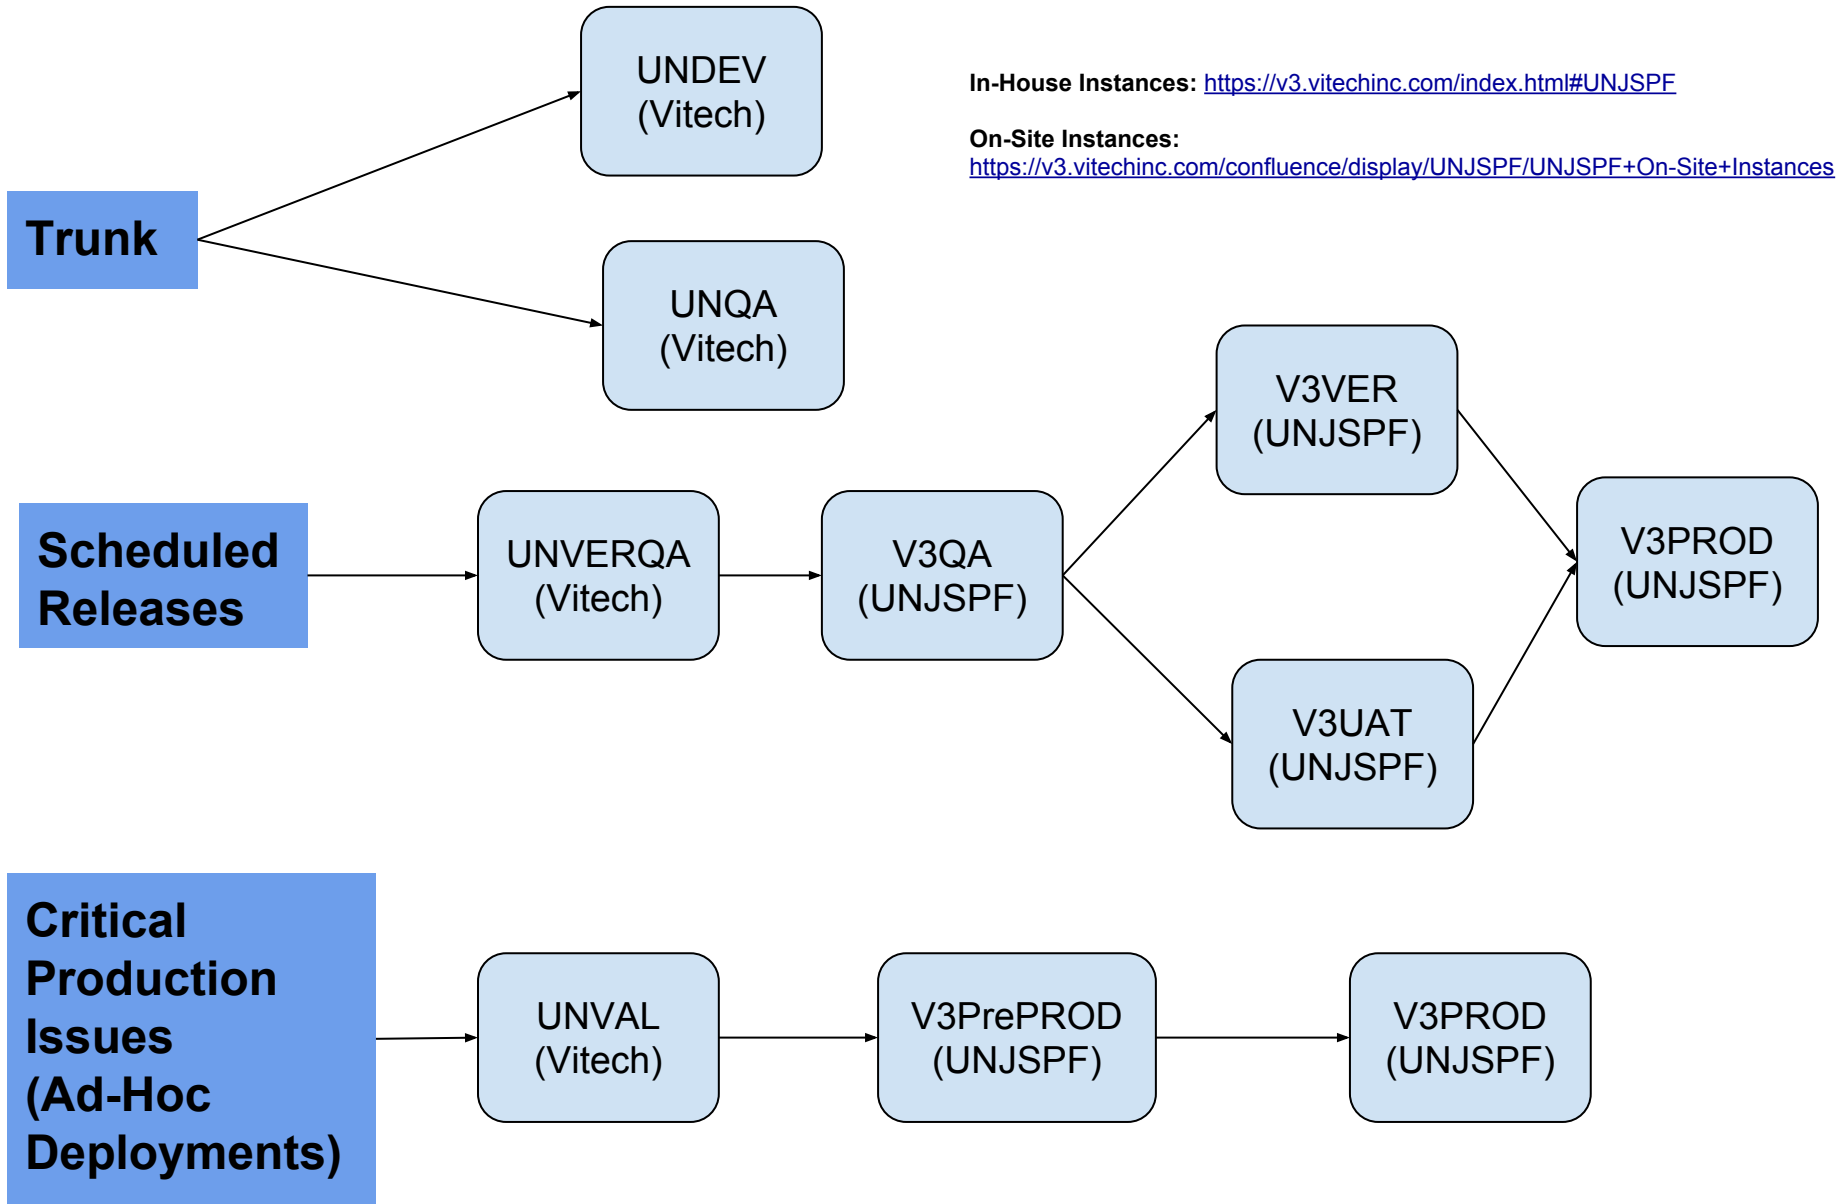 UNDEV
(Vitech)
In-House Instances: https://v3.vitechinc.com/index.html#UNJSPF
On-Site Instances:
https://v3.vitechinc.com/confluence/display/UNJSPF/UNJSPF+On-Site+Instances
Trunk
UNQA
(Vitech)
V3VER
(UNJSPF)
Scheduled
Releases
UNVERQA
(Vitech)
V3QA
(UNJSPF)
V3PROD
(UNJSPF)
V3UAT
(UNJSPF)
Critical
Production
Issues
(Ad-Hoc
Deployments)
UNVAL
(Vitech)
V3PrePROD
(UNJSPF)
V3PROD
(UNJSPF)